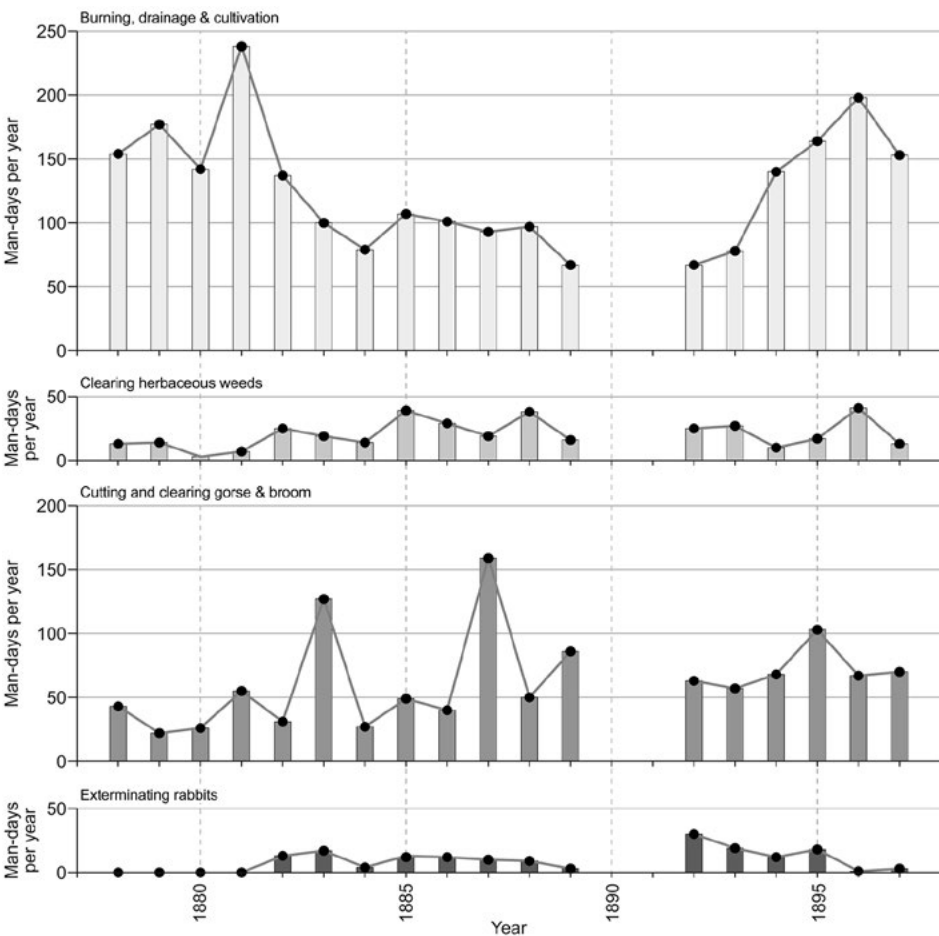 Burning, drainage & cultivation
250
200
150
100
50
0
Man-days per year
Clearing herbaceous weeds
50
0
Man-days
per year
Cutting and clearing gorse & broom
200
150
100
50
0
Man-days per year
Exterminating rabbits
50
0
Man-days
per year
1880
1885
1890
1895
Year